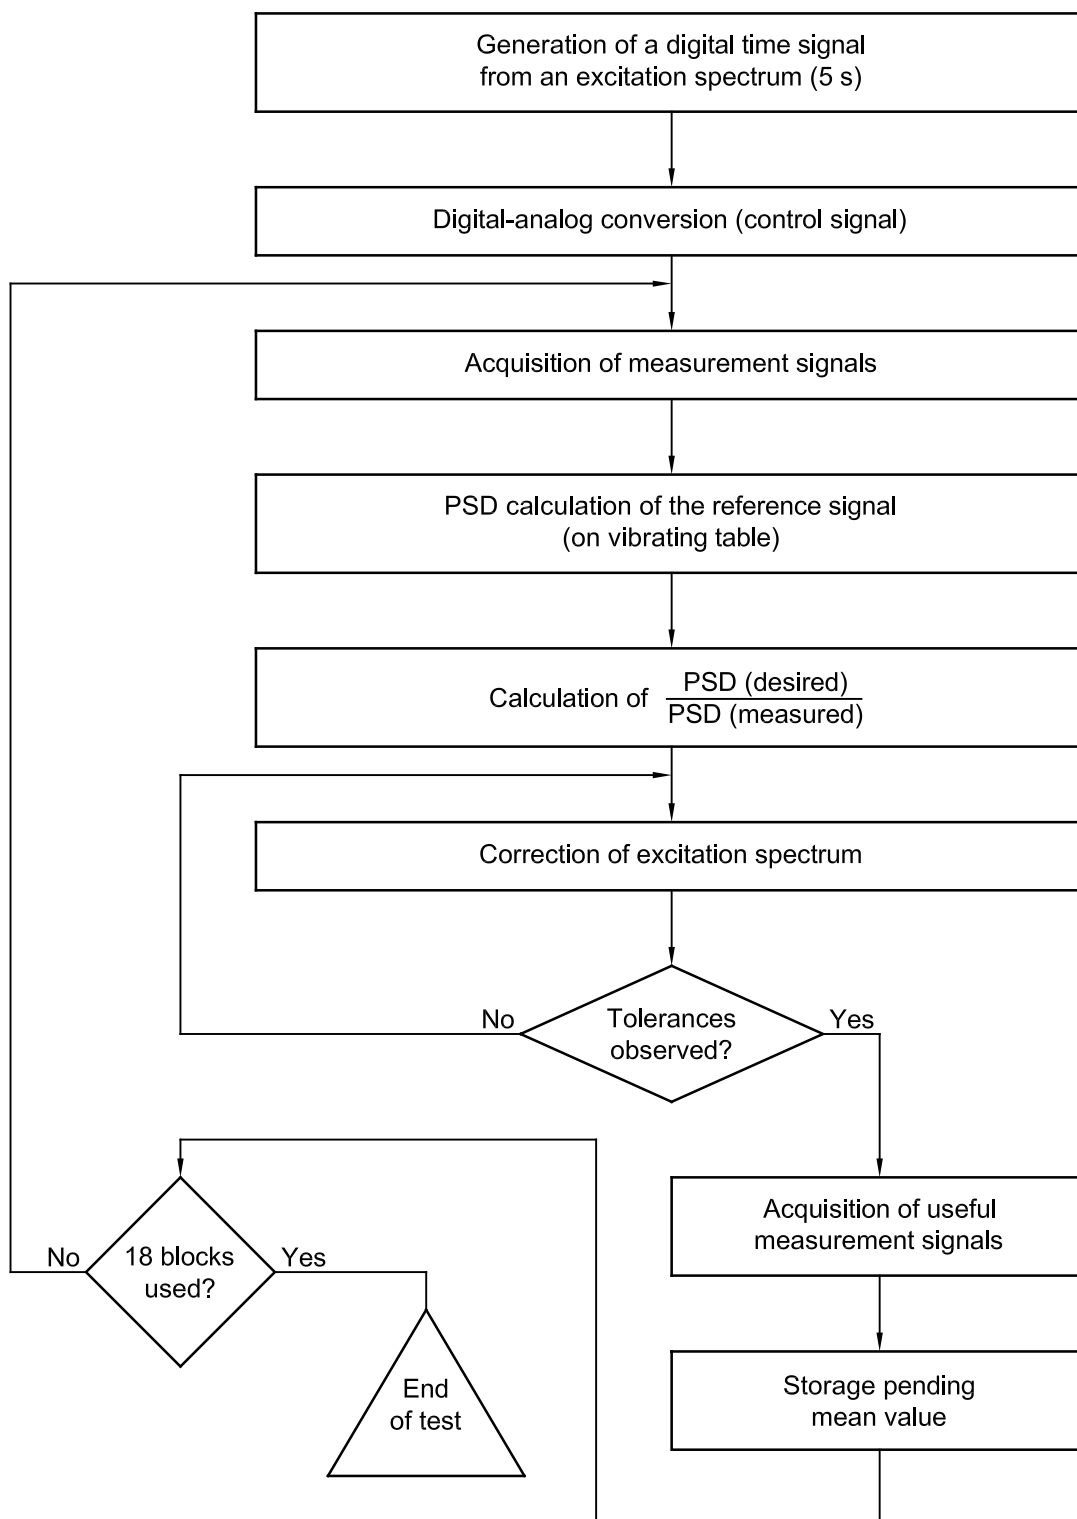 Generation of a digital time signal
from an excitation spectrum (5 s)
Digital-analog conversion (control signal)
Acquisition of measurement signals
PSD calculation of the reference signal
(on vibrating table)
Calculation of PSD (desired)
PSD (measured)
Correction of excitation spectrum
No
Tolerances
observed?
Yes
Acquisition of useful
measurement signals
No
18 blocks
used?
Yes
End
of test
Storage pending
mean value